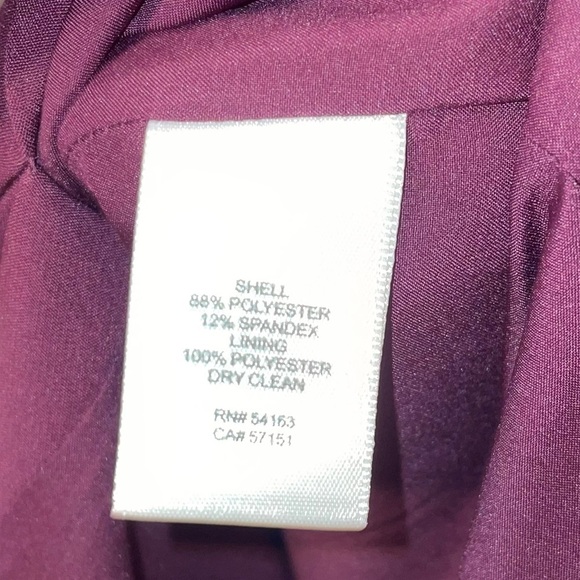 SHELL
88% POLYESTER
12% SPANDEX
LINING
100% POLYESTER
DRY CLEAN
RN# 54163
CA# 57151